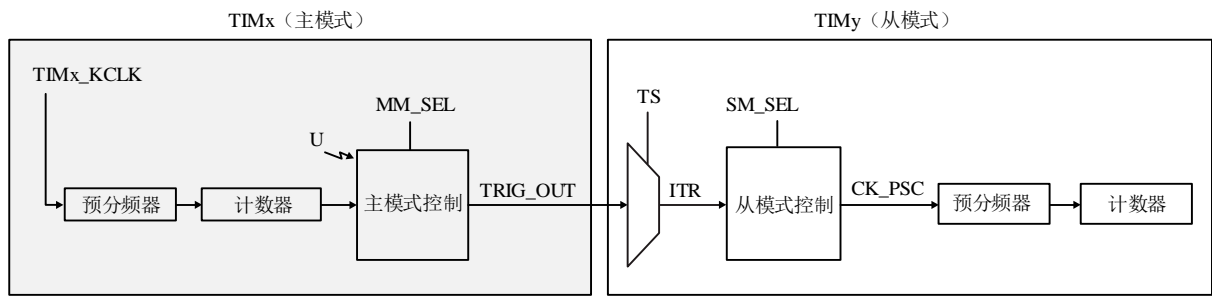 TIMx（主模式）
TIMy（从模式）
TIMx_KCLK
MM_SEL
TS
SM_SEL
U
预分频器
计数器
主模式控制
TRIG_OUT
ITR
从模式控制
CK_PSC
预分频器
计数器